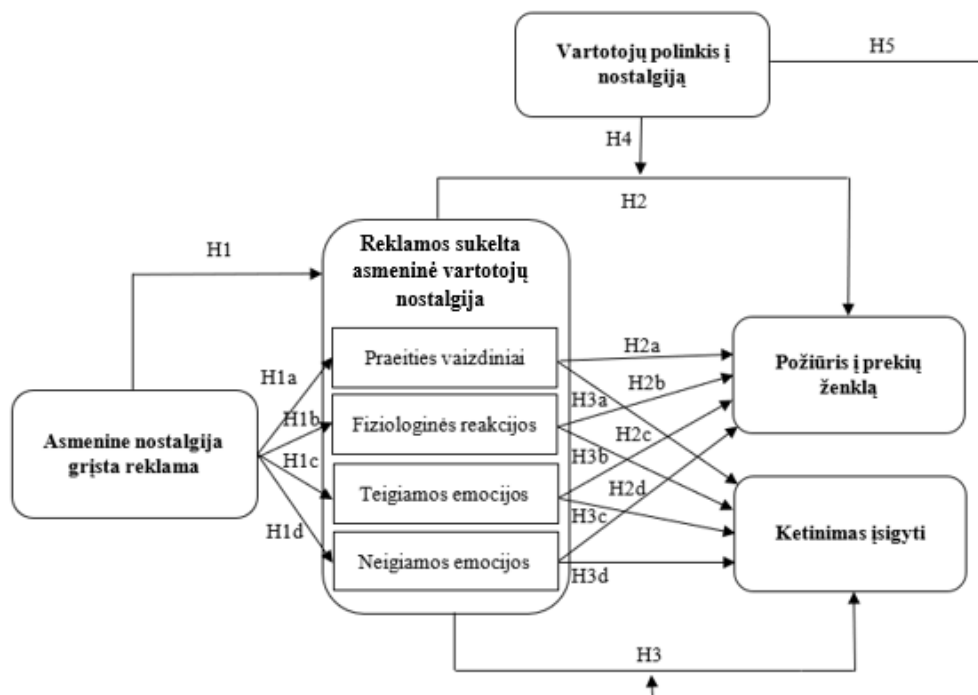 Vartotojų polinkis į
nostalgiją
H5
H4
H2
H1
Reklamos sukelta
asmeninė vartotojų
nostalgija
Praeities vaizdiniai
Fiziologinės reakcijos
Teigiamos emocijos
Neigiamos emocijos
Asmenine nostalgija
grįsta reklama
H1a
H1b
H1c
H1d
H2a
H2b
H3a
H2c
H3b
H2d
H3c
H3d
Požiūris į prekių
ženklą
Ketinimas įsigyti
H3